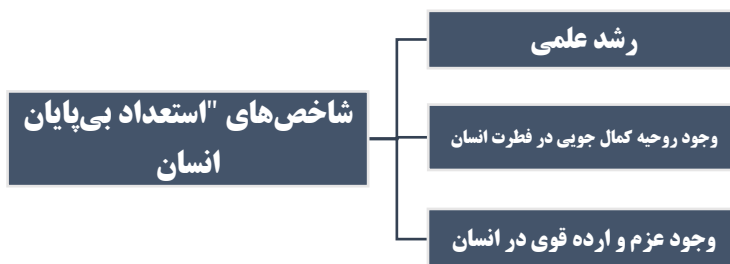 شاخص‌های "استعداد بی‌پایان
انسان
رشد علمی
وجود روحیه کمال جویی در فطرت انسان
وجود عزم و ارده قوی در انسان